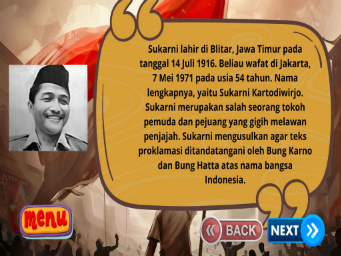 Sukarni lahir di Blitar, Jawa Timur pada
tanggal 14 Juli 1916. Beliau wafat di Jakarta,
7 Mei 1971 pada usia 54 tahun. Nama
lengkapnya, yaitu Sukarni Kartodiwirjo.
Sukarni merupakan salah seorang tokoh
pemuda dan pejuang yang gigih melawan
penjajah. Sukarni mengusulkan agar teks
proklamasi ditandatangani oleh Bung Karno
dan Bung Hatta atas nama bangsa
Indonesia.
menu
BACK
NEXT